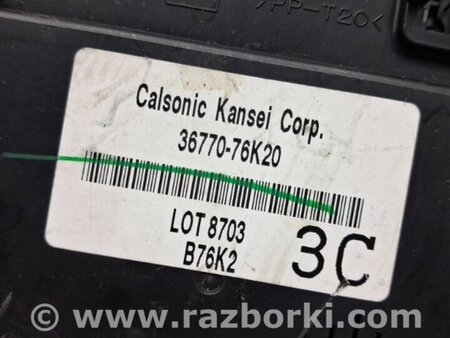 >PP-T20<
Calsonic Kansei Corp.
36770-76K20
LOT 8703
B76K2
3C
www.razborki.com